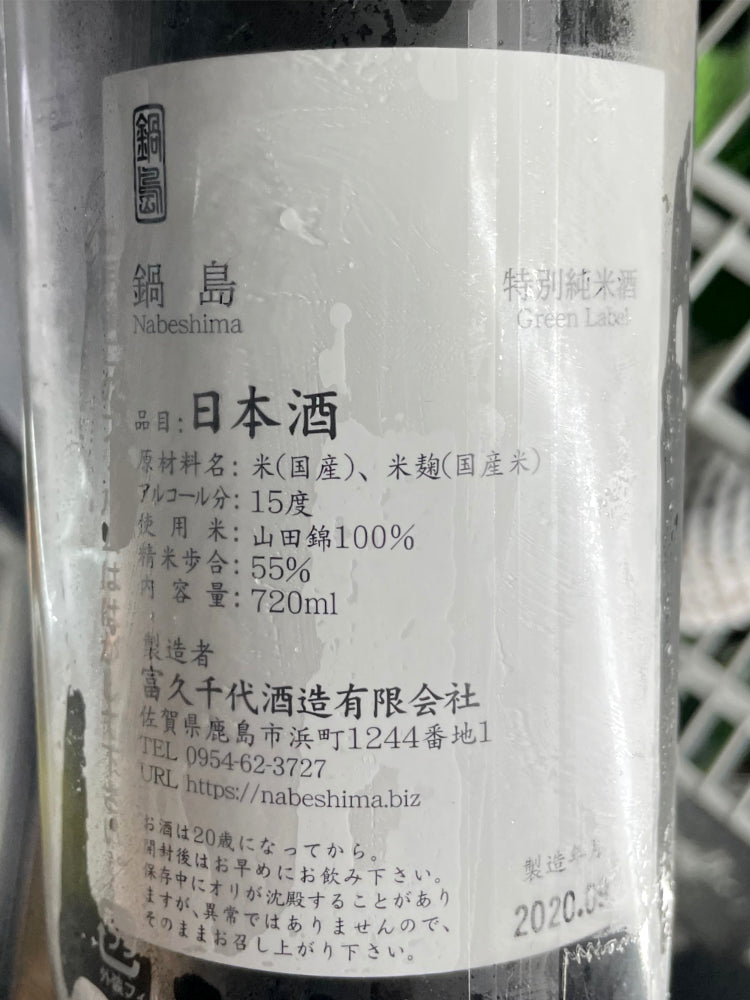 鍋島
鍋島
Nabeshima
特別純米酒
Green Label
品目:日本酒
原材料名:米(国産)、米麹(国産米)
アルコール分:15度
使用米:山田錦100%
精米歩合:55%
内容量:720ml
製造者
富久千代酒造有限会社
佐賀県鹿島市浜町1244番地1
TEL 0954-62-3727
URL https://nabeshima.biz
お酒は20歳になってから。
開封後はお早めにお飲み下さい。
保存中にオリが沈殿することがあり
ますが、異常ではありませんので、
そのままお召し上がり下さい。
製造年月